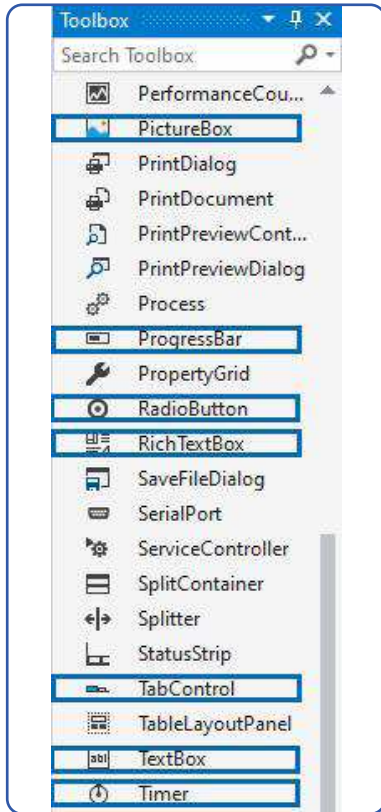 Toolbox
Search Toolbox
PerformanceCou...
PictureBox
PrintDialog
PrintDocument
PrintPreviewCont...
PrintPreviewDialog
Process
ProgressBar
PropertyGrid
RadioButton
RichTextBox
SaveFileDialog
SerialPort
ServiceController
SplitContainer
Splitter
StatusStrip
TabControl
TableLayoutPanel
abl TextBox
Timer